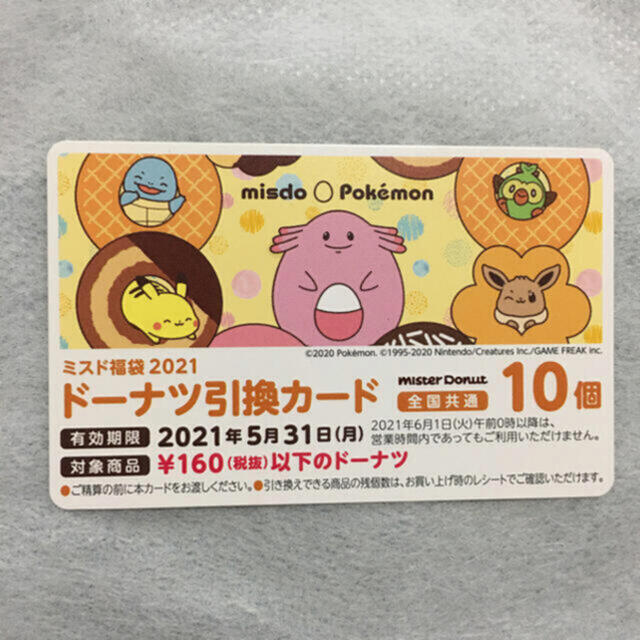 misdo Pokémon
©2020 Pokémon. ©1995-2020 Nintendo/Creatures Inc./GAME FREAK inc.
ミスド福袋2021
ドーナツ引換カード
mister Donut
全国共通
10個
有効期限 2021年5月31日(月)
2021年6月1日(火)午前0時以降は、
営業時間内であってもご利用いただけません。
対象商品 ¥160(税抜)以下のドーナツ
●ご精算の前に本カードをお渡しください。●引き換えできる商品の残個数は、お買い上げ時のレシートでご確認いただけます。